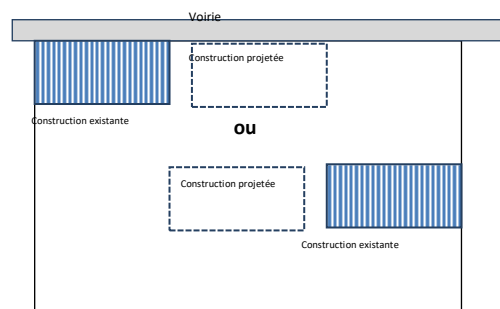 Voirie
Construction projetée
Construction existante
ou
Construction projetée
Construction existante